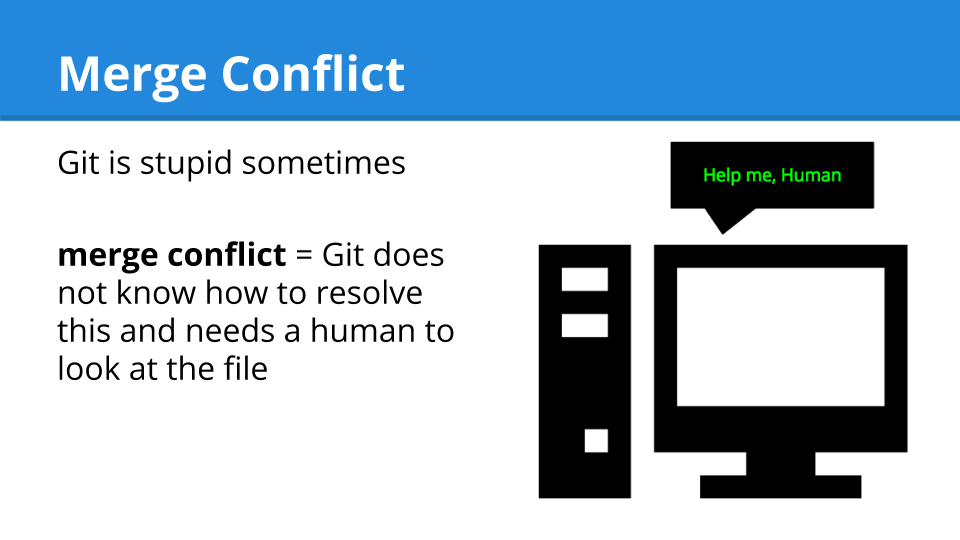 Merge Conflict
Git is stupid sometimes
merge conflict = Git does
not know how to resolve
this and needs a human to
look at the file
Help me, Human